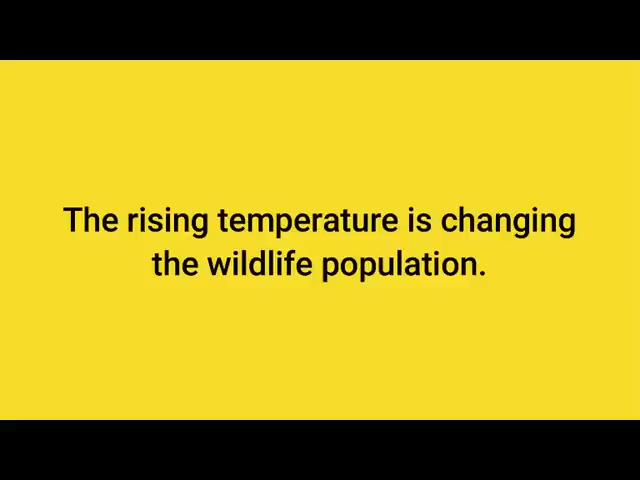 The rising temperature is changing
the wildlife population.